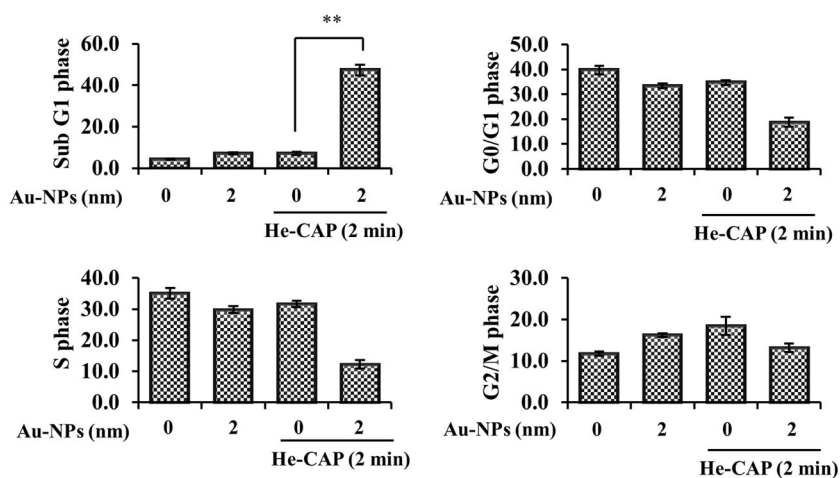 **
Sub G1 phase
60.0
40.0
20.0
0.0
0 2 0 2
Au-NPs (nm)
He-CAP (2 min)
G0/G1 phase
50.0
40.0
30.0
20.0
10.0
0.0
0 2 0 2
Au-NPs (nm)
He-CAP (2 min)
S phase
40.0
30.0
20.0
10.0
0.0
0 2 0 2
Au-NPs (nm)
He-CAP (2 min)
G2/M phase
30.0
20.0
10.0
0.0
0 2 0 2
Au-NPs (nm)
He-CAP (2 min)